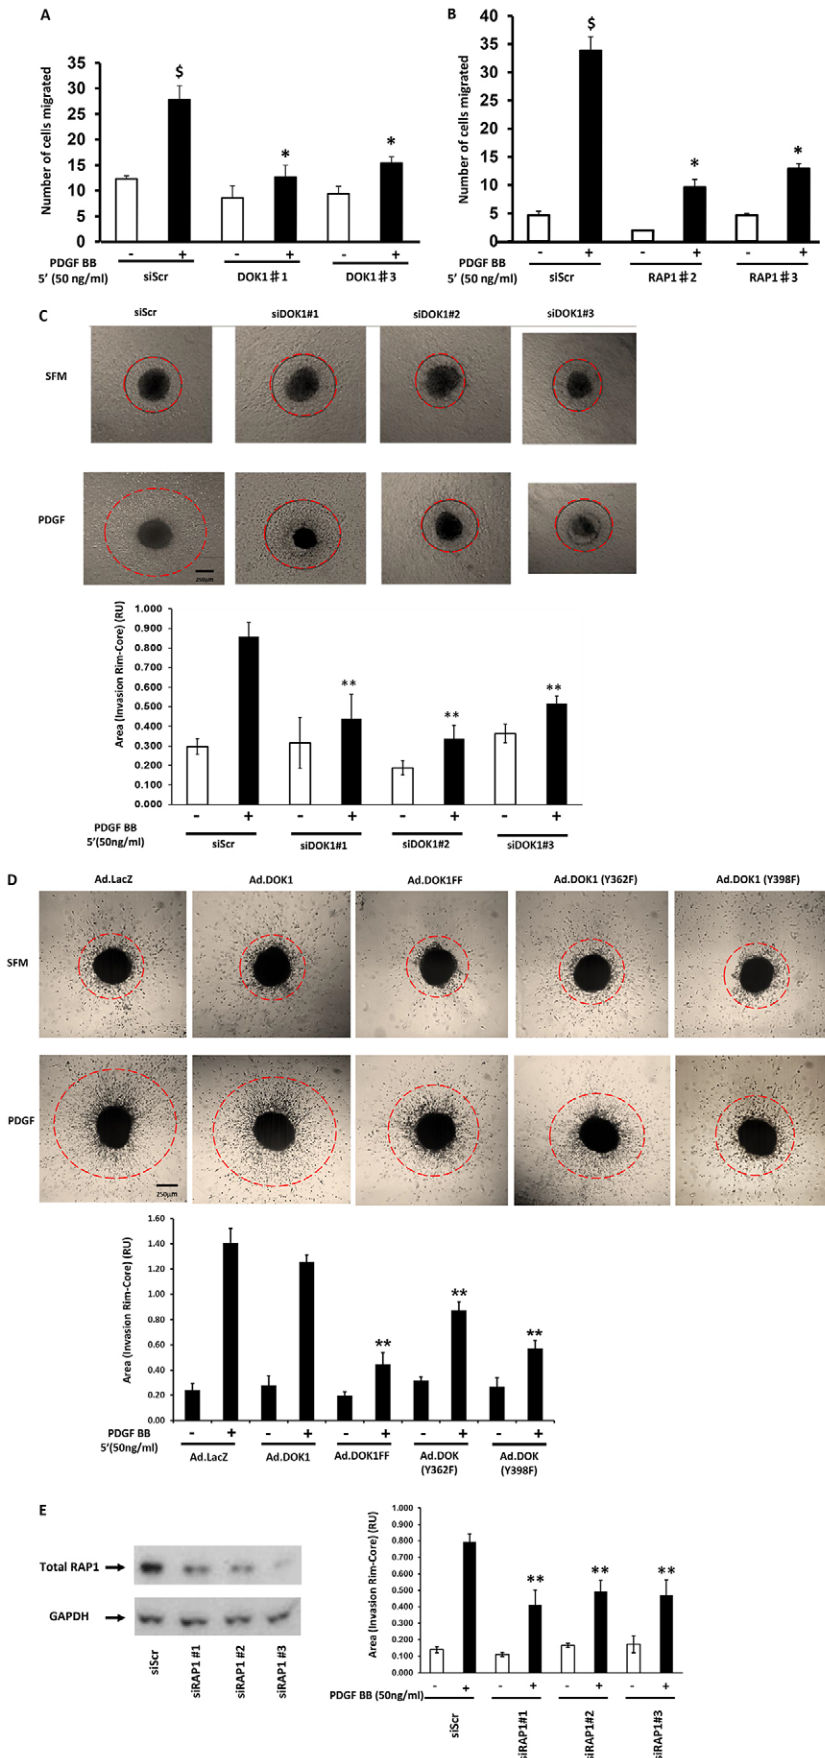 A
Number of cells migrated
35
30
25
20
15
10
5
0
$
*
*
PDGF BB
5' (50 ng/ml)
- + - + - +
siScr DOK1#1 DOK1#3
B
Number of cells migrated
40
35
30
25
20
15
10
5
0
$
*
*
PDGF BB
5' (50 ng/ml)
- + - + - +
siScr RAP1#2 RAP1#3
C
siScr siDOK1#1 siDOK1#2 siDOK1#3
SFM
PDGF
250µm
Area (Invasion Rim-Core) (RU)
1.000
0.900
0.800
0.700
0.600
0.500
0.400
0.300
0.200
0.100
0.000
** ** **
- + - + - + - +
PDGF BB
5'(50ng/ml)
siScr siDOK1#1 siDOK1#2 siDOK1#3
D
Ad.LacZ Ad.DOK1 Ad.DOK1FF Ad.DOK1 (Y362F) Ad.DOK1 (Y398F)
SFM
PDGF
250µm
Area (Invasion Rim-Core) (RU)
1.60
1.40
1.20
1.00
0.80
0.60
0.40
0.20
0.00
** ** **
PDGF BB
5'(50ng/ml)
- + - + - + - + - +
Ad.LacZ Ad.DOK1 Ad.DOK1FF Ad.DOK (Y362F) Ad.DOK (Y398F)
E
Total RAP1
GAPDH
siScr
siRAP1 #1
siRAP1 #2
siRAP1 #3
Area (Invasion Rim-Core) (RU)
1.000
0.900
0.800
0.700
0.600
0.500
0.400
0.300
0.200
0.100
0.000
** ** **
- + - + - + - +
PDGF BB (50ng/ml)
siScr
siRAP1#1
siRAP1#2
siRAP1#3